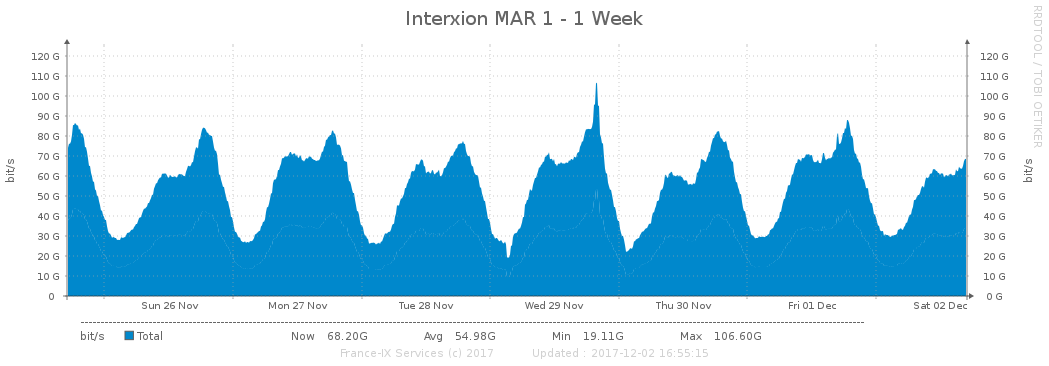 Interxion MAR 1 - 1 Week
RRDTOOL / TOBI OETIKER
bit/s
120 G 120 G
110 G 110 G
100 G 100 G
90 G 90 G
80 G 80 G
70 G 70 G
60 G 60 G
50 G 50 G
40 G 40 G
30 G 30 G
20 G 20 G
10 G 10 G
0 0 G
bit/s
Sun 26 Nov Mon 27 Nov Tue 28 Nov Wed 29 Nov Thu 30 Nov Fri 01 Dec Sat 02 Dec
bit/s Total Now 68.20G Avg 54.98G Min 19.11G Max 106.60G
France-IX Services (c) 2017 Updated : 2017-12-02 16:55:15